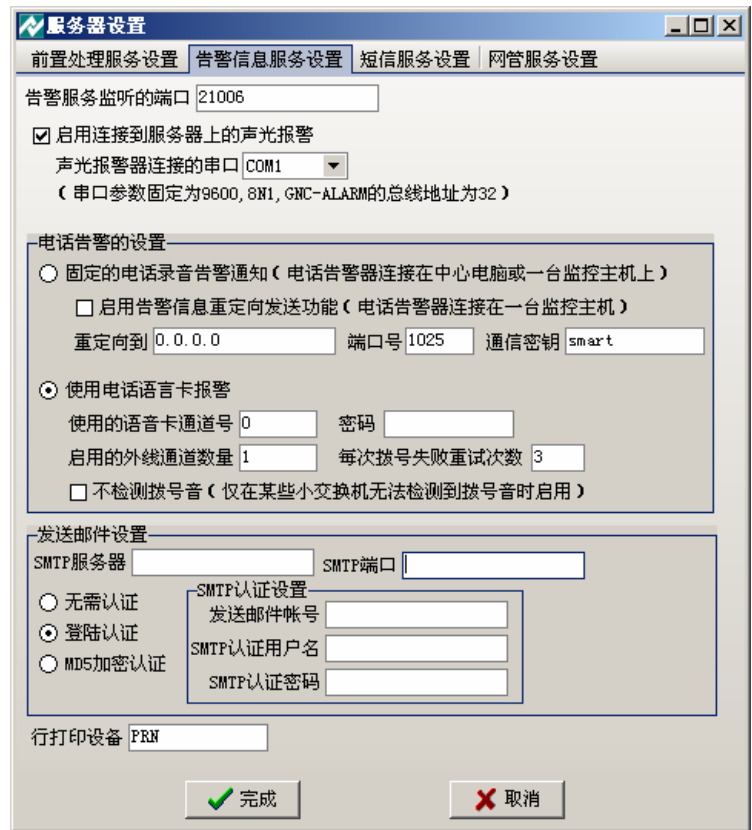 服务器设置
前置处理服务设置 告警信息服务设置 短信服务设置 网管服务设置
告警服务监听的端口 21006
启用连接到服务器上的声光报警
声光报警器连接的串口 COM1
(串口参数固定为9600,8N1,GNC-ALARM的总线地址为32)
电话告警的设置
固定的电话录音告警通知(电话告警器连接在中心电脑或一台监控主机上)
启用告警信息重定向发送功能(电话告警器连接在一台监控主机)
重定向到 0.0.0.0 端口号 1025 通信密钥 smart
使用电话语言卡报警
使用的语音卡通道号 0 密码
启用的外线通道数量 1 每次拨号失败重试次数 3
不检测拨号音(仅在某些小交换机无法检测到拨号音时启用)
发送邮件设置
SMTP服务器 SMTP端口
无需认证
登陆认证
MD5加密认证
SMTP认证设置
发送邮件帐号
SMTP认证用户名
SMTP认证密码
行打印设备 PRN
完成 取消